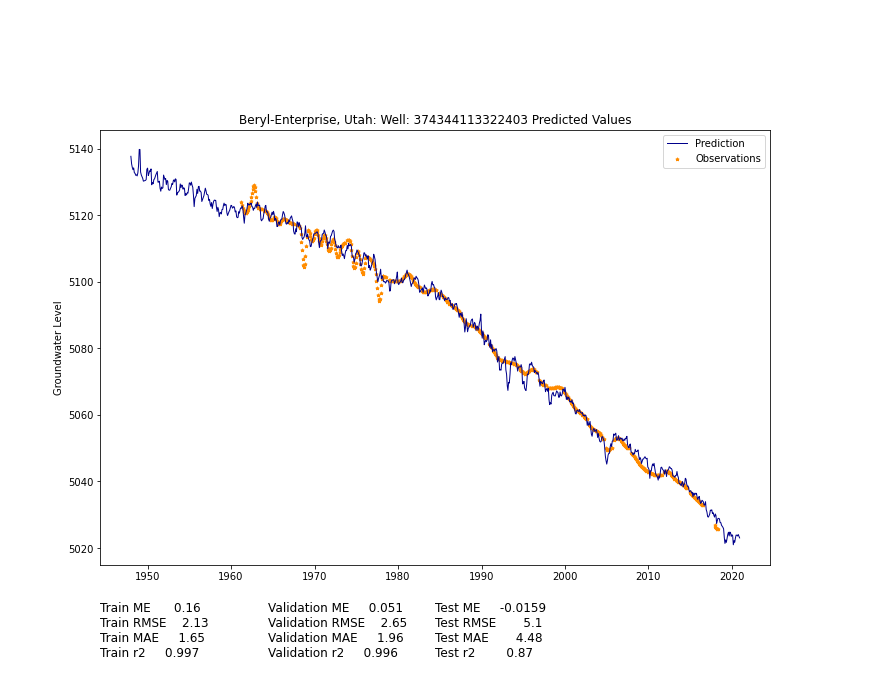 Beryl-Enterprise, Utah: Well: 374344113322403 Predicted Values
Prediction
Observations
Groundwater Level
5140
5120
5100
5080
5060
5040
5020
1950 1960 1970 1980 1990 2000 2010 2020
Train ME 0.16 Validation ME 0.051 Test ME -0.0159
Train RMSE 2.13 Validation RMSE 2.65 Test RMSE 5.1
Train MAE 1.65 Validation MAE 1.96 Test MAE 4.48
Train r2 0.997 Validation r2 0.996 Test r2 0.87